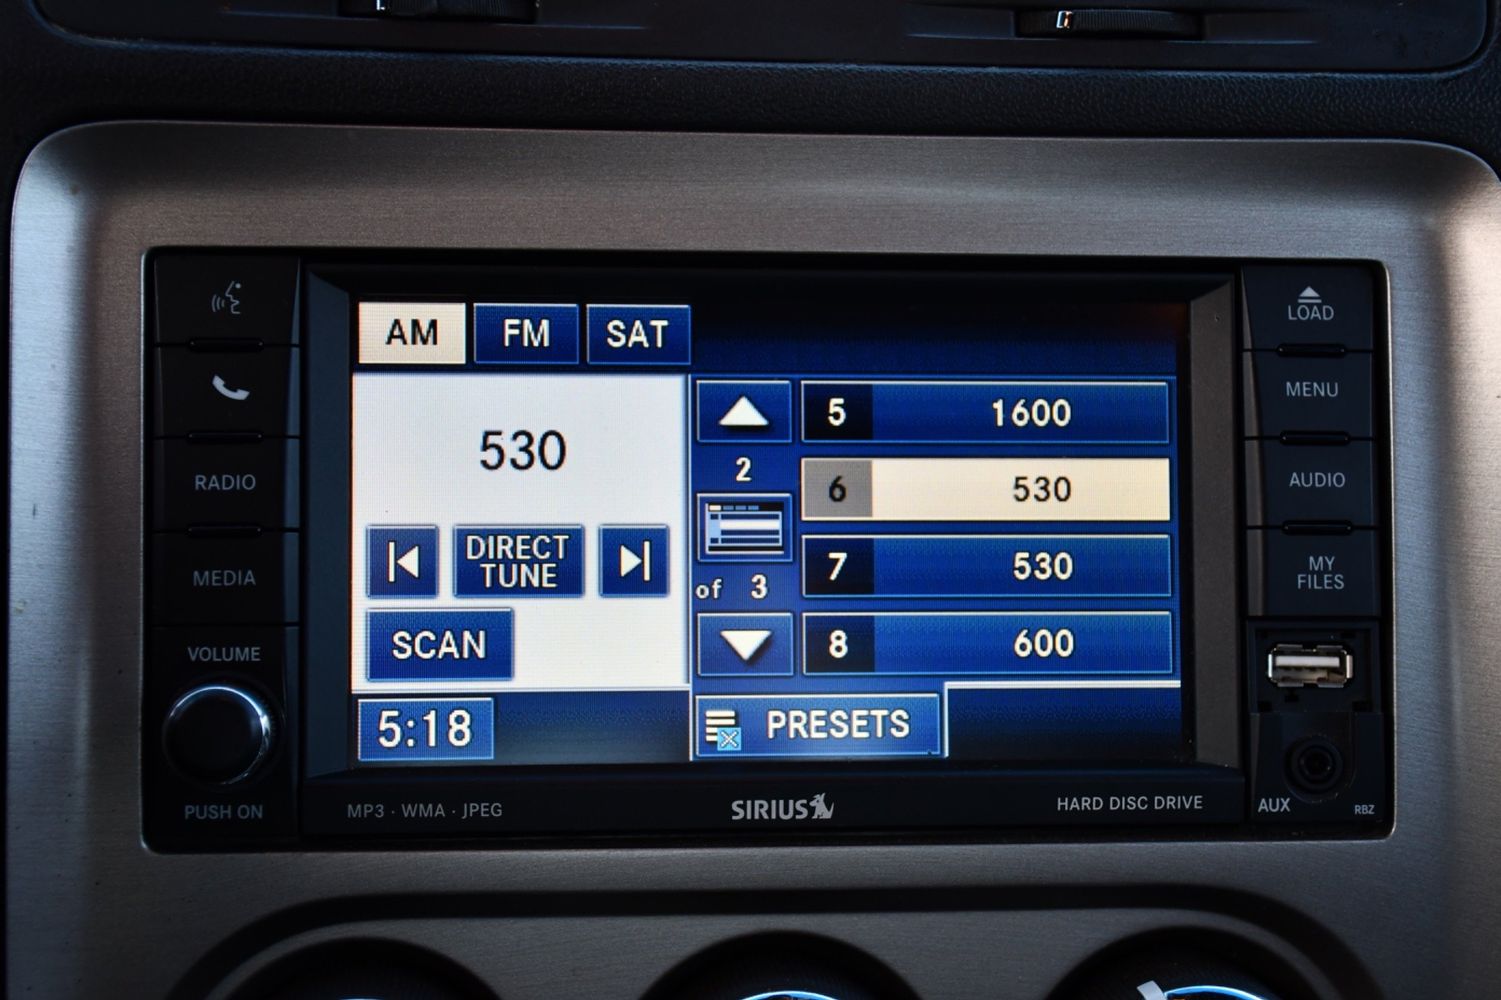 AM FM SAT
530
DIRECT
TUNE
SCAN
5:18
2
of 3
5 1600
6 530
7 530
8 600
PRESETS
RADIO
MEDIA
VOLUME
PUSH ON
LOAD
MENU
AUDIO
MY
FILES
AUX
RBZ
MP3 · WMA · JPEG
SIRIUS
HARD DISC DRIVE